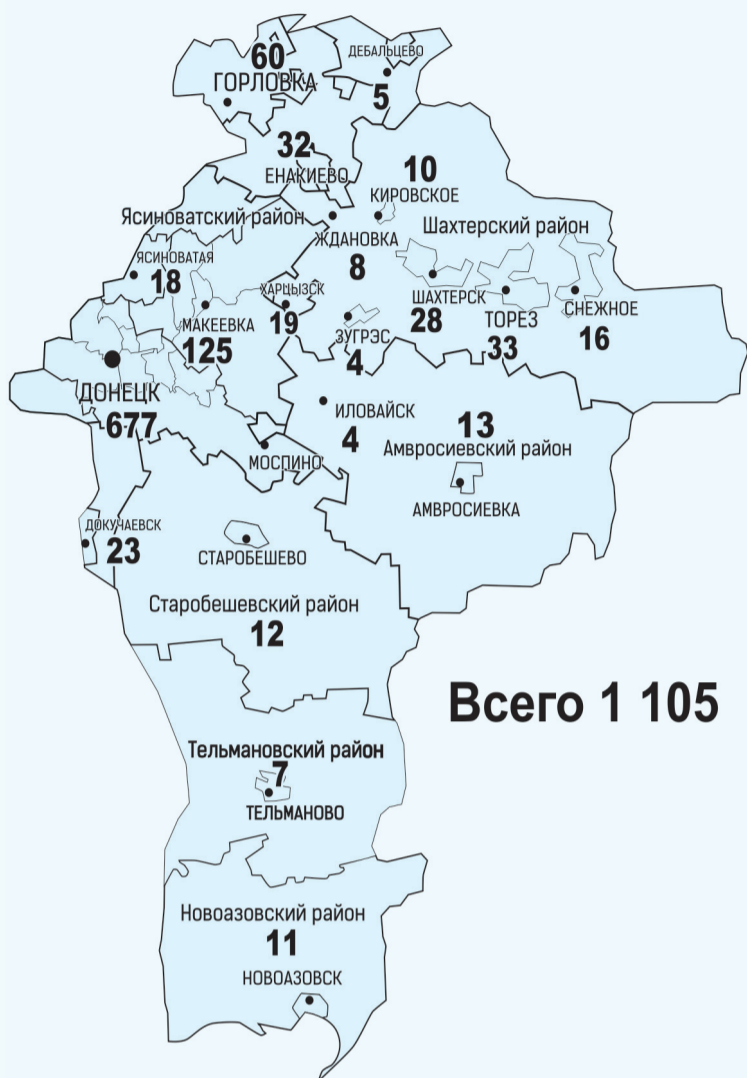 60
ГОРЛОВКА
ДЕБАЛЬЦЕВО
5
32
ЕНАКИЕВО
10
КИРОВСКОЕ
Ясиноватский район
ЖДАНОВКА
8
Шахтерский район
ЯСИНОВАТАЯ
18
МАКЕЕВКА
125
ХАРЦЫЗСК
19
ЗУГРЭС
4
ШАХТЕРСК
28
ТОРЕЗ
33
СНЕЖНОЕ
16
ДОНЕЦК
677
ИЛОВАЙСК
4
13
Амвросиевский район
АМВРОСИЕВКА
МОСПИНО
ДОКУЧАЕВСК
23
СТАРОБЕШЕВО
Старобешевский район
12
Всего 1 105
Тельмановский район
7
ТЕЛЬМАНОВО
Новоазовский район
11
НОВОАЗОВСК